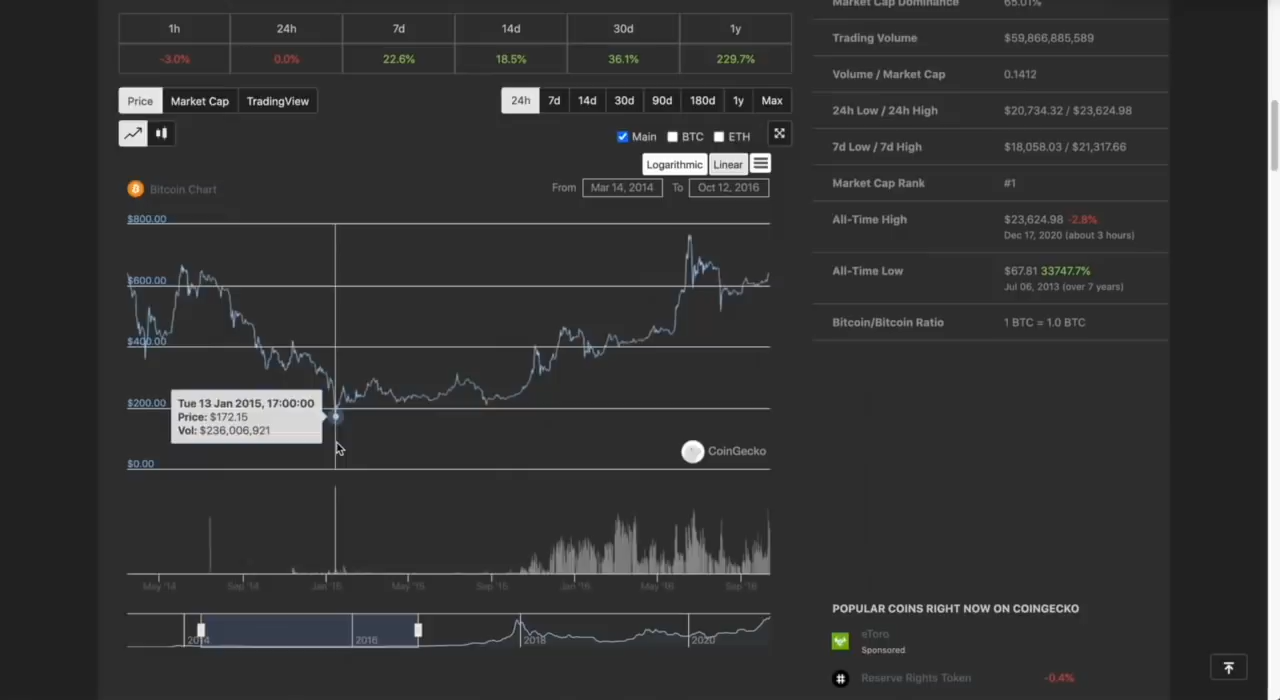 Market Cap Dominance 65.01%
1h 24h 7d 14d 30d 1y
-3.0% 0.0% 22.6% 18.5% 36.1% 229.7%
Trading Volume $59,866,885,589
Volume / Market Cap 0.1412
Price Market Cap TradingView
24h 7d 14d 30d 90d 180d 1y Max
24h Low / 24h High $20,734.32 / $23,624.98
Main BTC ETH
7d Low / 7d High $18,058.03 / $21,317.66
Logarithmic Linear
Market Cap Rank #1
Bitcoin Chart
From Mar 14, 2014 To Oct 12, 2016
All-Time High $23,624.98 -2.8%
Dec 17, 2020 (about 3 hours)
All-Time Low $67.81 33747.7%
Jul 06, 2013 (over 7 years)
Bitcoin/Bitcoin Ratio 1 BTC = 1.0 BTC
$800.00
$600.00
$400.00
$200.00
$0.00
Tue 13 Jan 2015, 17:00:00
Price: $172.15
Vol: $236,006,921
CoinGecko
May '14 Sep '14 Jan '15 May '15 Sep '15 Jan '16 May '16 Sep '16
2014 2016 2018 2020
POPULAR COINS RIGHT NOW ON COINGECKO
eToro
Sponsored
Reserve Rights Token -0.4%